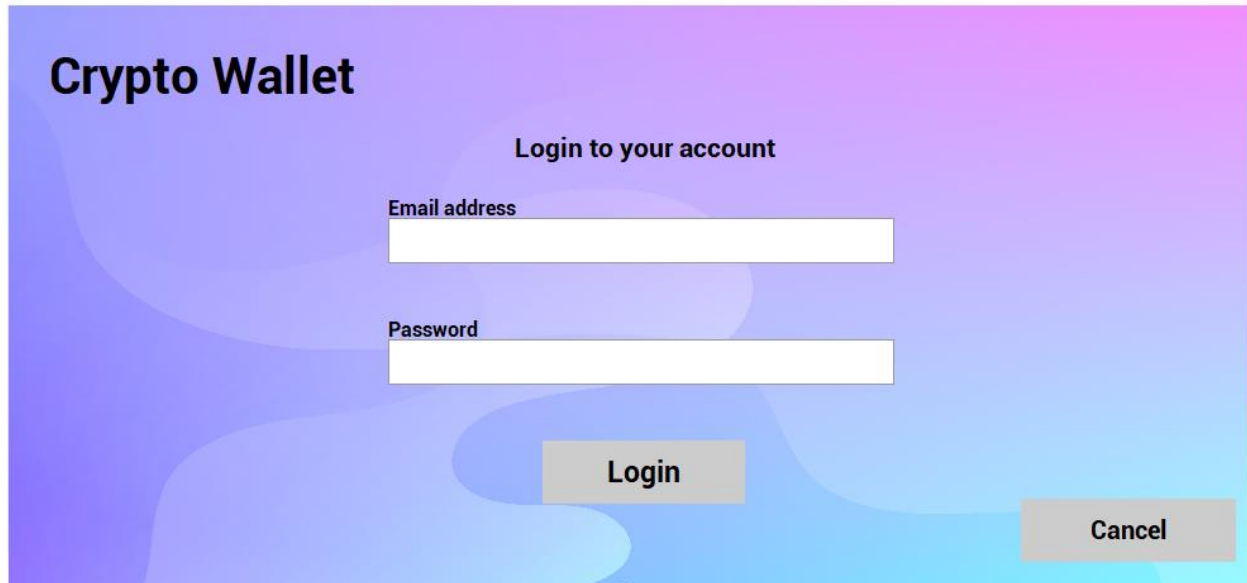 Crypto Wallet
Login to your account
Email address
Password
Login
Cancel